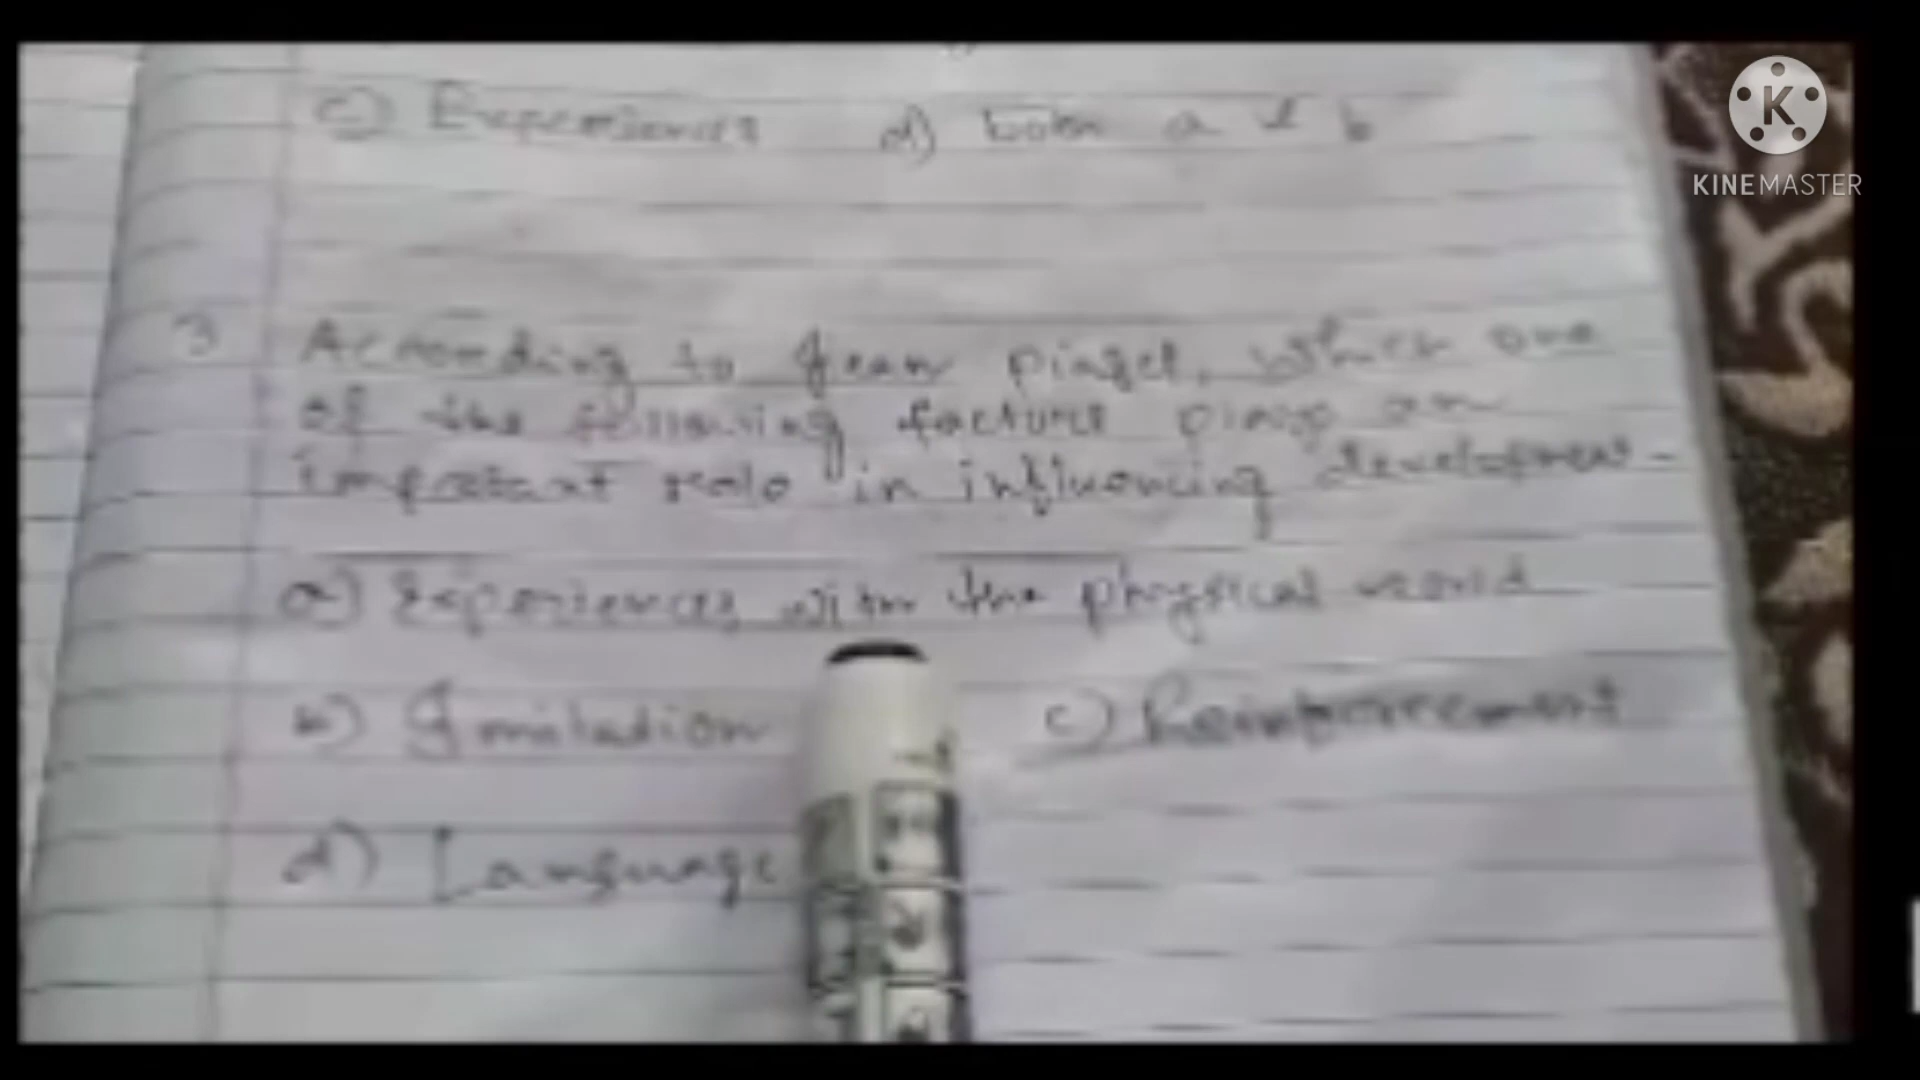 c) Experiences d) both a & b
KINEMASTER
3 According to Jean piaget, which one
of the following factors plays an
important role in influencing development-
a) Experiences with the physical world
b) Imitation c) Reinforcement
d) Language